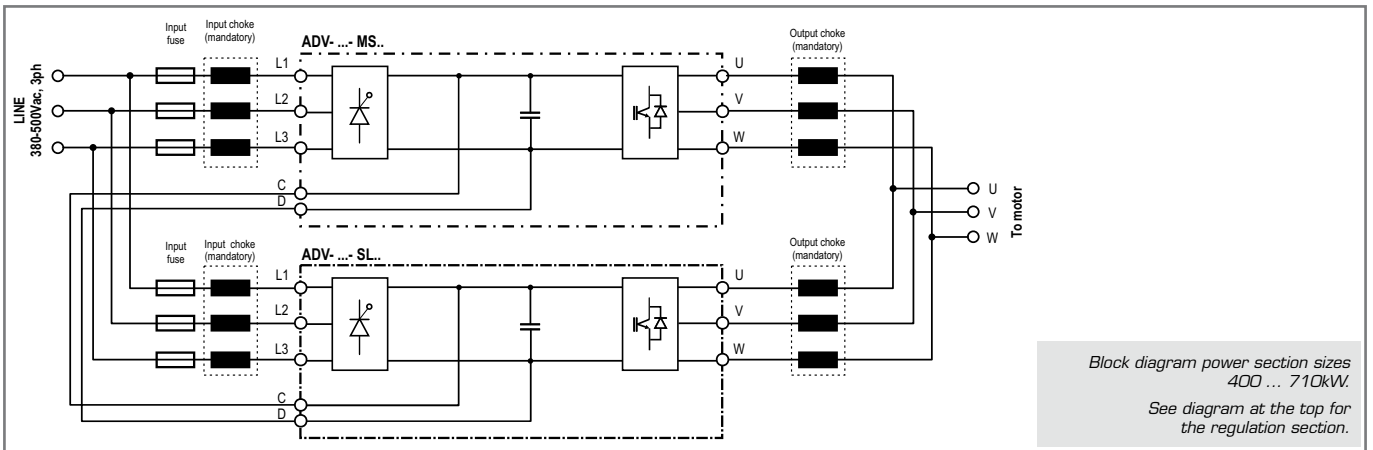 Input
fuse
Input choke
(mandatory)
ADV- ...- MS..
Output choke
(mandatory)
LINE
380-500Vac, 3ph
L1
L2
L3
C
D
U
V
W
U
V
W
To motor
Input
fuse
Input choke
(mandatory)
ADV- ...- SL..
Output choke
(mandatory)
L1
L2
L3
C
D
U
V
W
Block diagram power section sizes
400 ... 710kW.
See diagram at the top for
the regulation section.